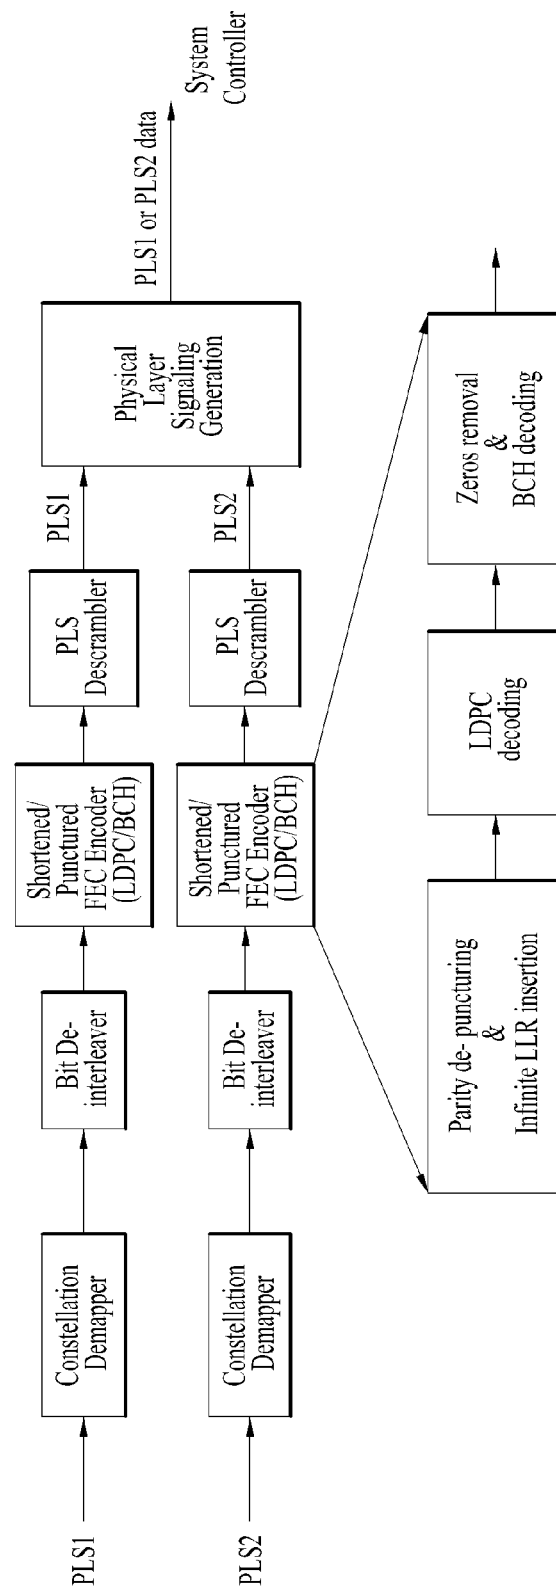 PLS1
Constellation
Demapper
Bit De-
interleaver
Shortened/
Punctured
FEC Encoder
(LDPC/BCH)
PLS
Descrambler
PLS1
PLS2
Constellation
Demapper
Bit De-
interleaver
Shortened/
Punctured
FEC Encoder
(LDPC/BCH)
PLS
Descrambler
PLS2
Physical
Layer
Signaling
Generation
PLS1 or PLS2 data
System
Controller
Parity de- puncturing
&
Infinite LLR insertion
LDPC
decoding
Zeros removal
&
BCH decoding